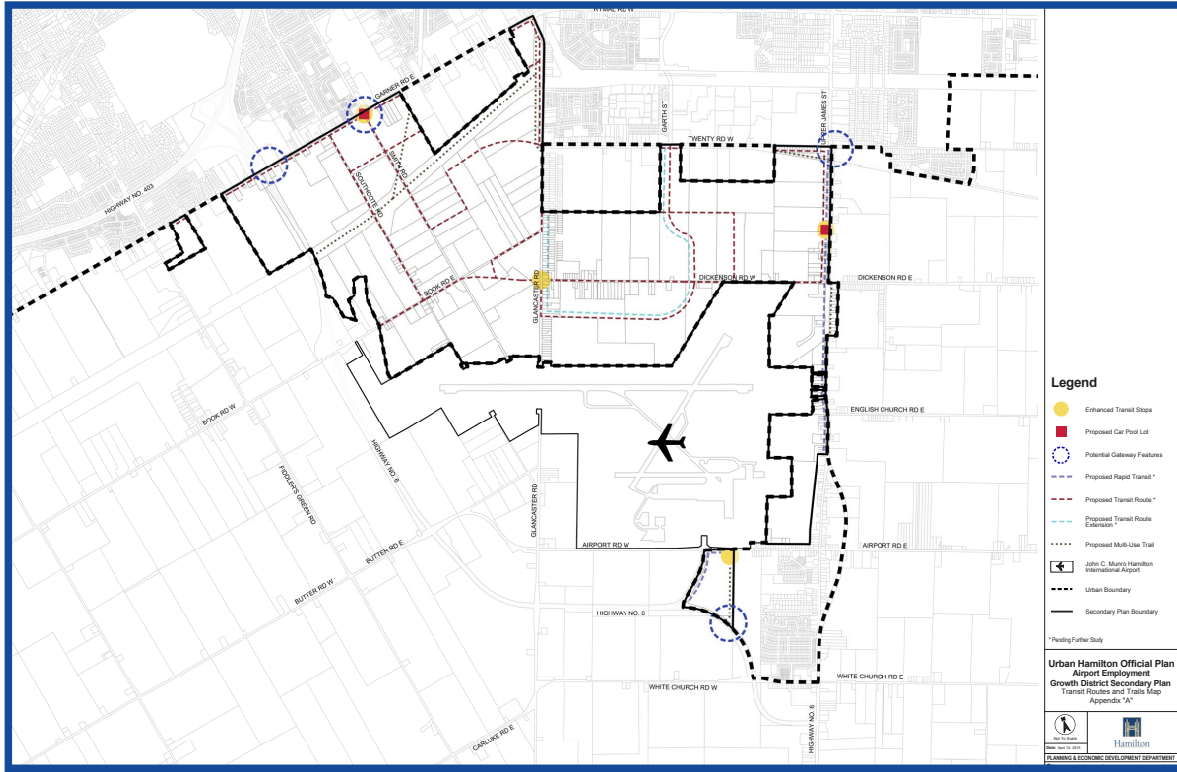 RYMAL RD W
GARNER RD E
GARTH ST
UPPER JAMES ST
TWENTY RD W
SMITH RD
SOUTHCOTE RD
HIGHWAY NO. 403
BOOK RD E
GLANCASTER RD
DICKENSON RD W
DICKENSON RD E
BOOK RD W
ENGLISH CHURCH RD E
HIGHWAY NO. 6
FIDDLER'S GREEN RD
GLANCASTER RD
BUTTER RD E
AIRPORT RD W
AIRPORT RD E
BUTTER RD W
HIGHWAY NO. 6
WHITE CHURCH RD W
WHITE CHURCH RD E
CARLUKE RD E
HIGHWAY NO. 6
Legend
Enhanced Transit Stops
Proposed Car Pool Lot
Potential Gateway Features
Proposed Rapid Transit *
Proposed Transit Route *
Proposed Transit Route
Extension *
Proposed Multi-Use Trail
John C. Munro Hamilton
International Airport
Urban Boundary
Secondary Plan Boundary
* Pending Further Study
Urban Hamilton Official Plan
Airport Employment
Growth District Secondary Plan
Transit Routes and Trails Map
Appendix "A"
Not To Scale
Hamilton
PLANNING & ECONOMIC DEVELOPMENT DEPARTMENT